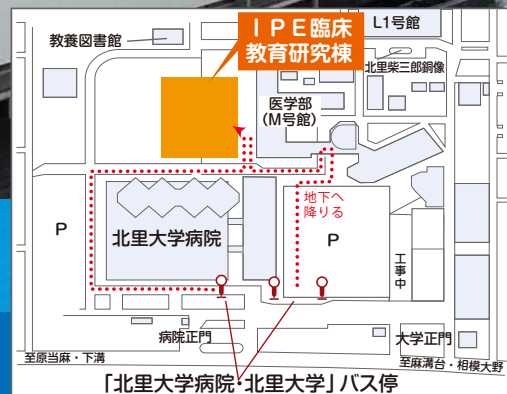 IPE臨床
教育研究棟
L1号館
教養図書館
北里柴三郎銅像
医学部
(M号館)
地下へ
降りる
P
北里大学病院
P
工事中
病院正門
大学正門
至原当麻・下溝
至麻溝台・相模大野
「北里大学病院・北里大学」バス停